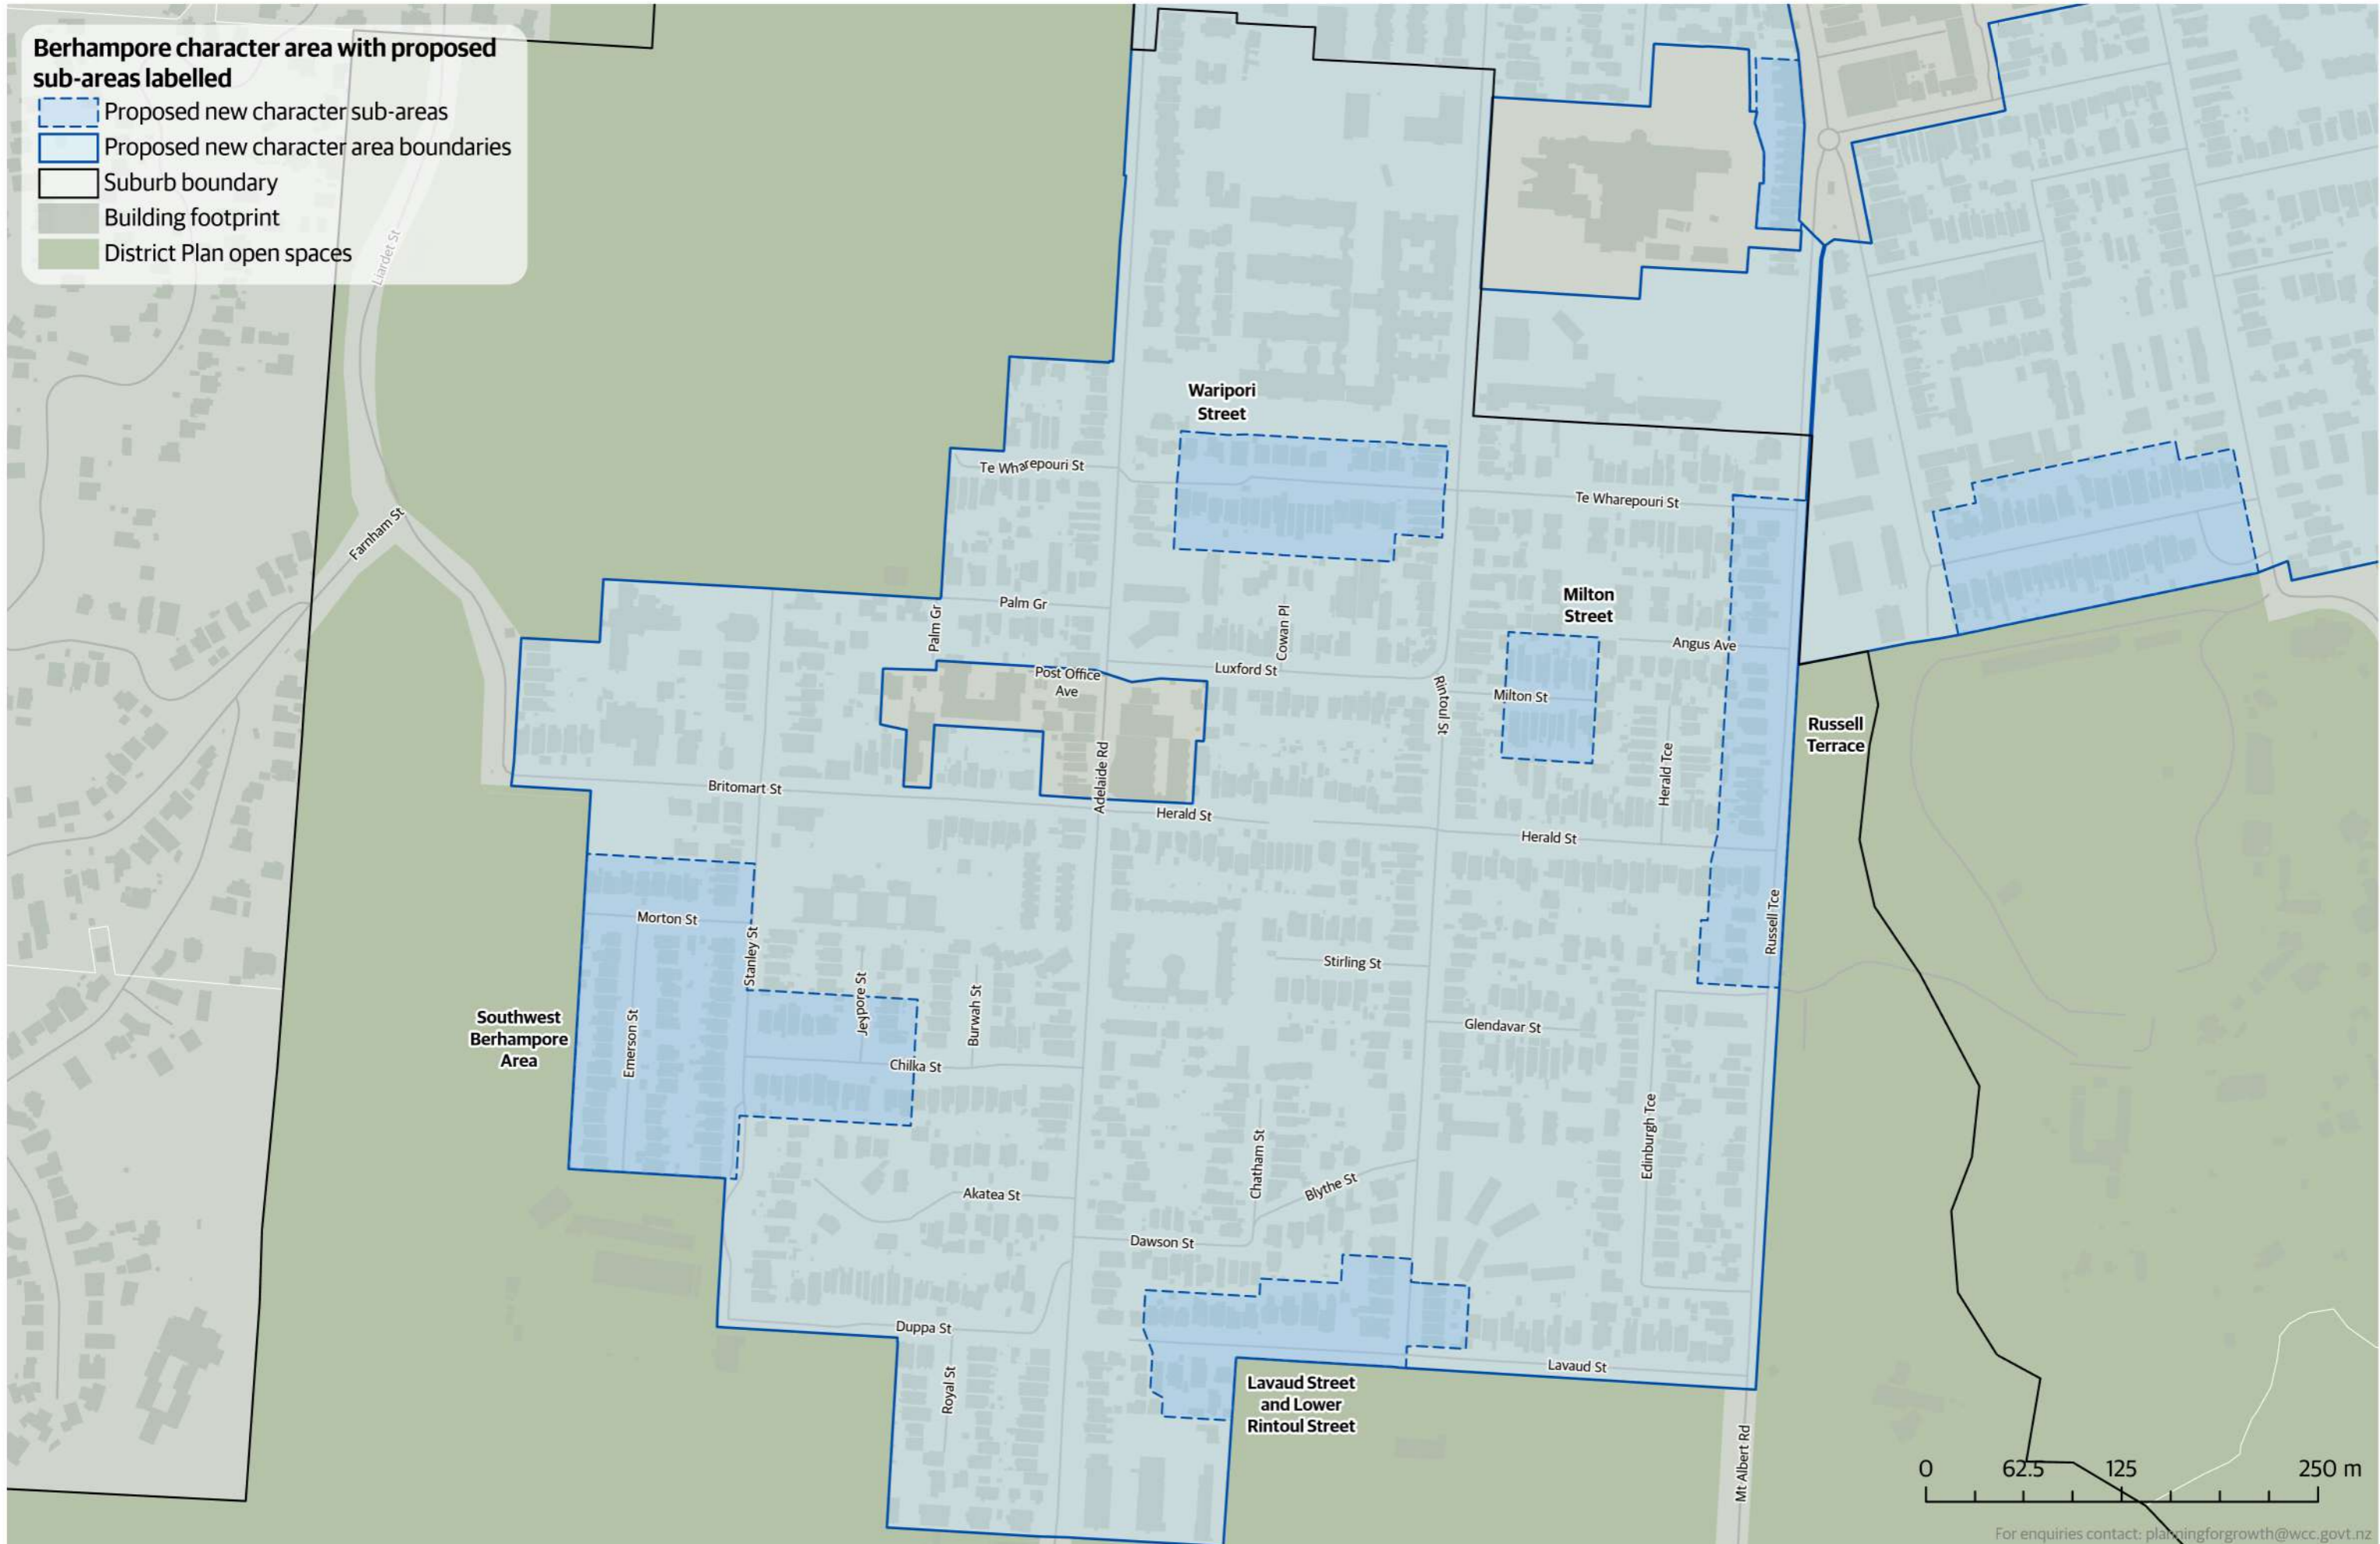 Berhampore character area with proposed
sub-areas labelled
Proposed new character sub-areas
Proposed new character area boundaries
Suburb boundary
Building footprint
District Plan open spaces
Liardet St
Farnham St
Waripori
Street
Te Wharepouri St
Te Wharepouri St
Milton
Street
Palm Gr
Palm Gr
Cowan Pl
Angus Ave
Luxford St
Post Office
Ave
Rintoul St
Milton St
Russell
Terrace
Herald Tce
Adelaide Rd
Britomart St
Herald St
Herald St
Morton St
Stanley St
Russell Tce
Stirling St
Jeypore St
Burwah St
Southwest
Berhampore
Area
Emerson St
Glendavar St
Chilka St
Edinburgh Tce
Chatham St
Blythe St
Akatea St
Dawson St
Duppa St
Royal St
Lavaud St
Lavaud Street
and Lower
Rintoul Street
Mt Albert Rd
0 62.5 125 250 m
For enquiries contact: planningforgrowth@wcc.govt.nz